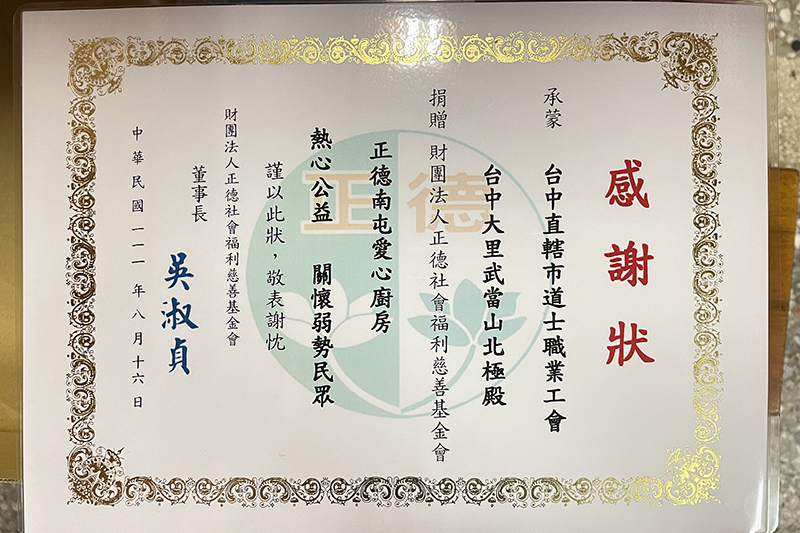 感謝狀
承蒙 台中直轄市道士職業工會
台中大里武當山北極殿
捐贈 財團法人正德社會福利慈善基金會
正德南屯愛心廚房
熱心公益 關懷弱勢民眾
謹以此狀，敬表謝忱
財團法人正德社會福利慈善基金會
董事長 吳淑貞
中華民國 一一一 年八月十六日
正德